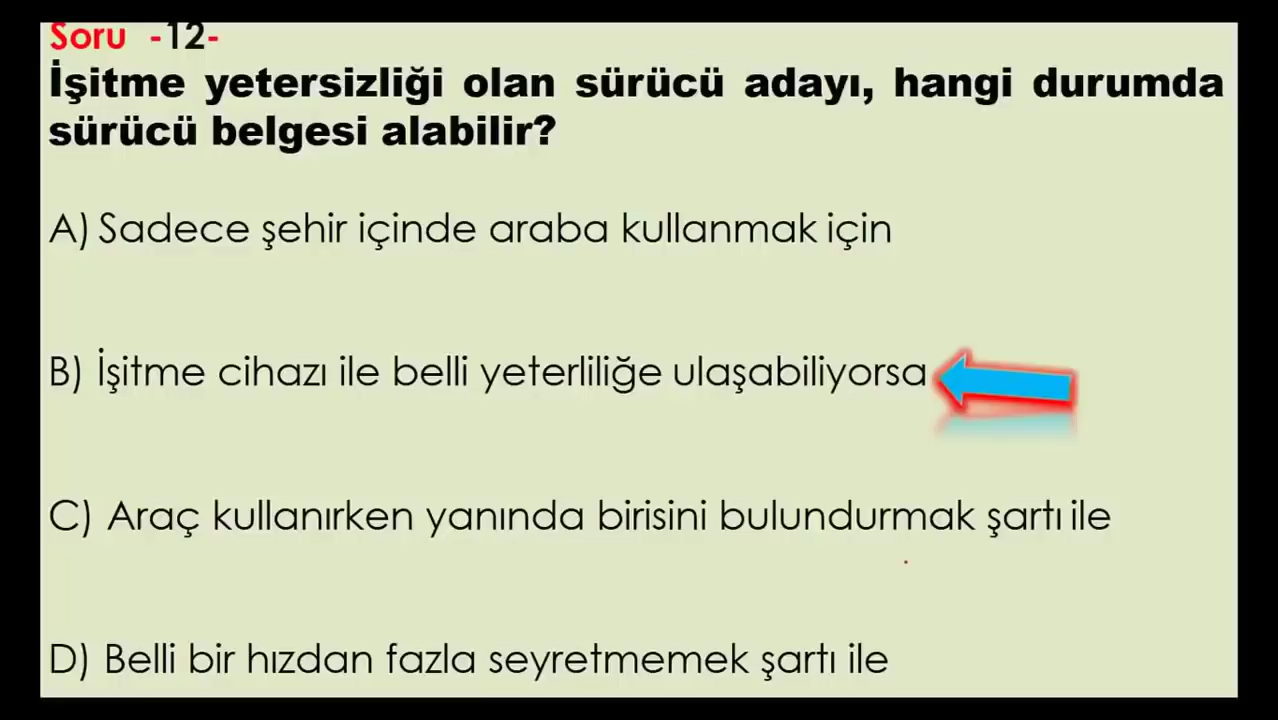 Soru -12-
İşitme yetersizliği olan sürücü adayı, hangi durumda
sürücü belgesi alabilir?
A) Sadece şehir içinde araba kullanmak için
B) İşitme cihazı ile belli yeterliliğe ulaşabiliyorsa
C) Araç kullanırken yanında birisini bulundurmak şartı ile
D) Belli bir hızdan fazla seyretmemek şartı ile